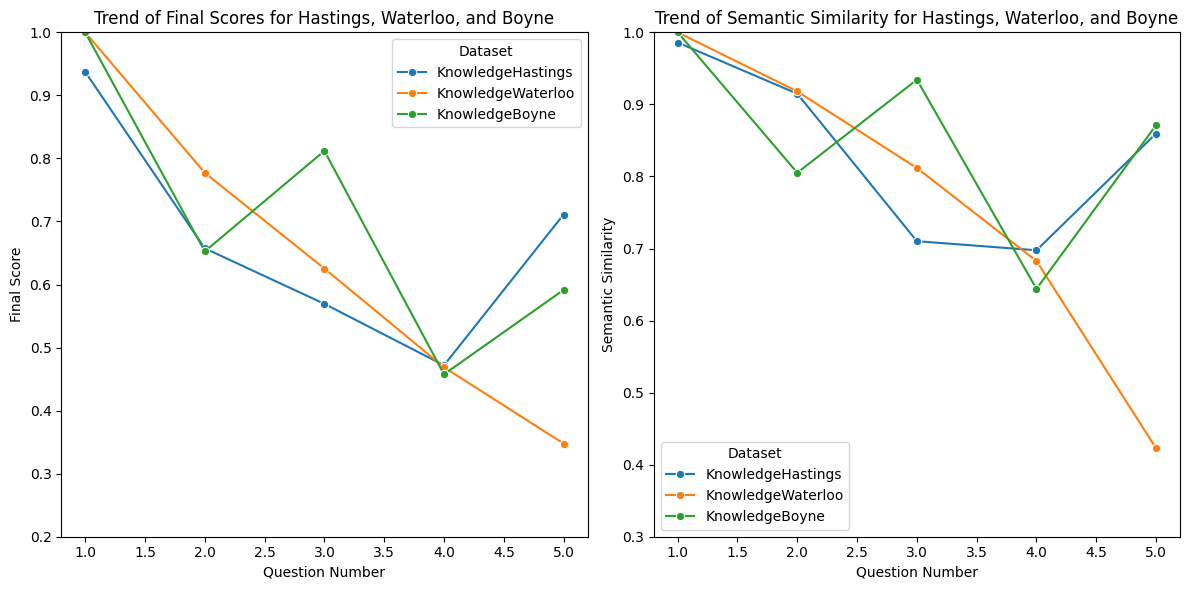 Trend of Final Scores for Hastings, Waterloo, and Boyne
1.0
0.9
0.8
0.7
0.6
0.5
0.4
0.3
0.2
Final Score
Dataset
KnowledgeHastings
KnowledgeWaterloo
KnowledgeBoyne
1.0 1.5 2.0 2.5 3.0 3.5 4.0 4.5 5.0
Question Number
Trend of Semantic Similarity for Hastings, Waterloo, and Boyne
1.0
0.9
0.8
0.7
0.6
0.5
0.4
0.3
Semantic Similarity
Dataset
KnowledgeHastings
KnowledgeWaterloo
KnowledgeBoyne
1.0 1.5 2.0 2.5 3.0 3.5 4.0 4.5 5.0
Question Number